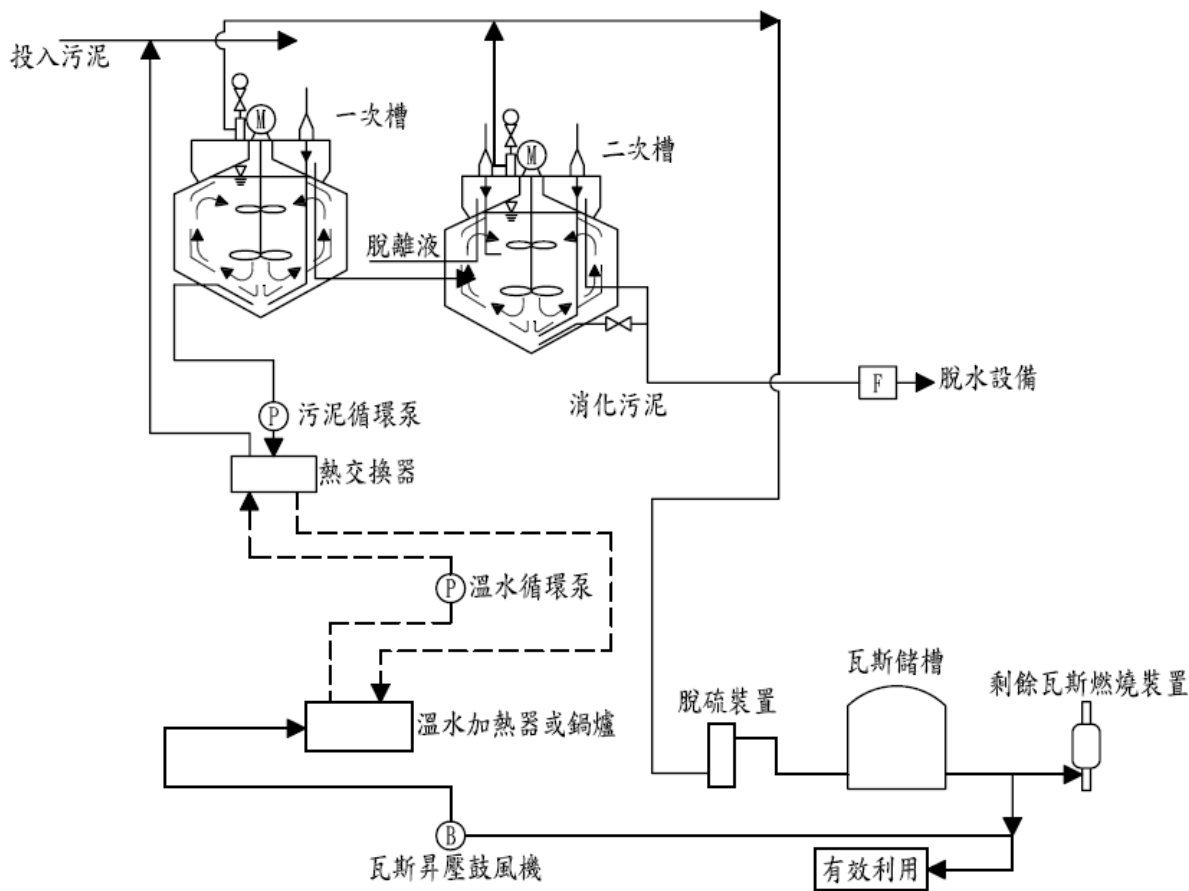 投入污泥
一次槽
M
二次槽
M
脫離液
消化污泥
F
脫水設備
P
污泥循環泵
熱交換器
P
溫水循環泵
溫水加熱器或鍋爐
瓦斯儲槽
脫硫裝置
剩餘瓦斯燃燒裝置
B
瓦斯昇壓鼓風機
有效利用